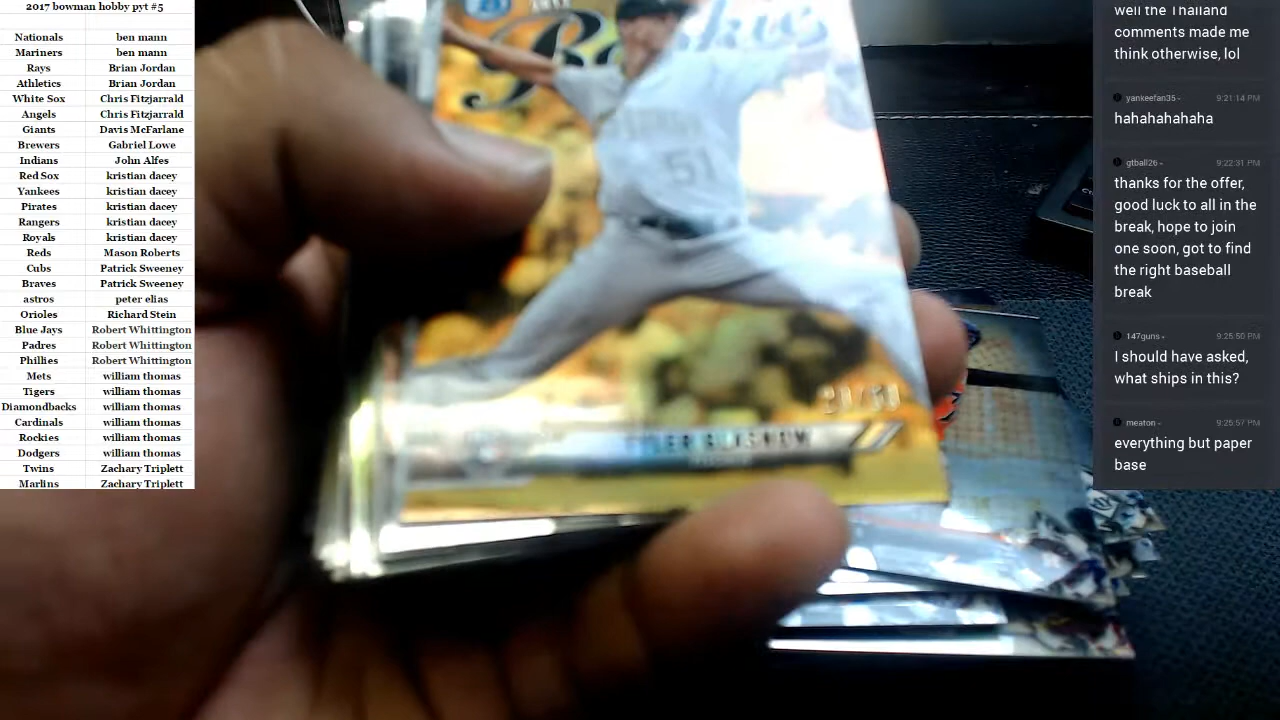 2017 bowman hobby pyt #5
Nationals ben mann
Mariners ben mann
Rays Brian Jordan
Athletics Brian Jordan
White Sox Chris Fitzjarrald
Angels Chris Fitzjarrald
Giants Davis McFarlane
Brewers Gabriel Lowe
Indians John Alfes
Red Sox kristian dacey
Yankees kristian dacey
Pirates kristian dacey
Rangers kristian dacey
Royals kristian dacey
Reds Mason Roberts
Cubs Patrick Sweeney
Braves Patrick Sweeney
astros peter elias
Orioles Richard Stein
Blue Jays Robert Whittington
Padres Robert Whittington
Phillies Robert Whittington
Mets william thomas
Tigers william thomas
Diamondbacks william thomas
Cardinals william thomas
Rockies william thomas
Dodgers william thomas
Twins Zachary Triplett
Marlins Zachary Triplett
51
well the Thailand
comments made me
think otherwise, lol
yankeefan35 - 9:21:14 PM
hahahahahaha
gtball26 - 9:22:31 PM
thanks for the offer,
good luck to all in the
break, hope to join
one soon, got to find
the right baseball
break
147guns - 9:25:50 PM
I should have asked,
what ships in this?
meaton - 9:25:57 PM
everything but paper
base